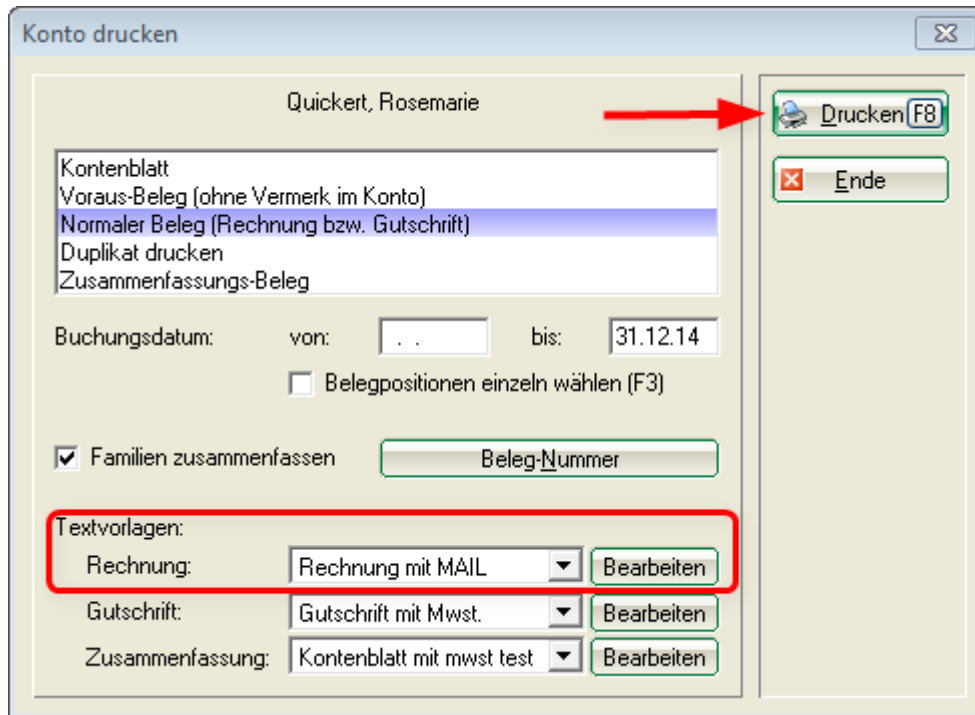 Konto drucken
Quickert, Rosemarie
Drucken F8
Ende
Kontenblatt
Voraus-Beleg (ohne Vermerk im Konto)
Normaler Beleg (Rechnung bzw. Gutschrift)
Duplikat drucken
Zusammenfassungs-Beleg
Buchungsdatum: von: . . bis: 31.12.14
Belegpositionen einzeln wählen (F3)
Familien zusammenfassen Beleg-Nummer
Textvorlagen:
Rechnung: Rechnung mit MAIL Bearbeiten
Gutschrift: Gutschrift mit Mwst. Bearbeiten
Zusammenfassung: Kontenblatt mit mwst test Bearbeiten